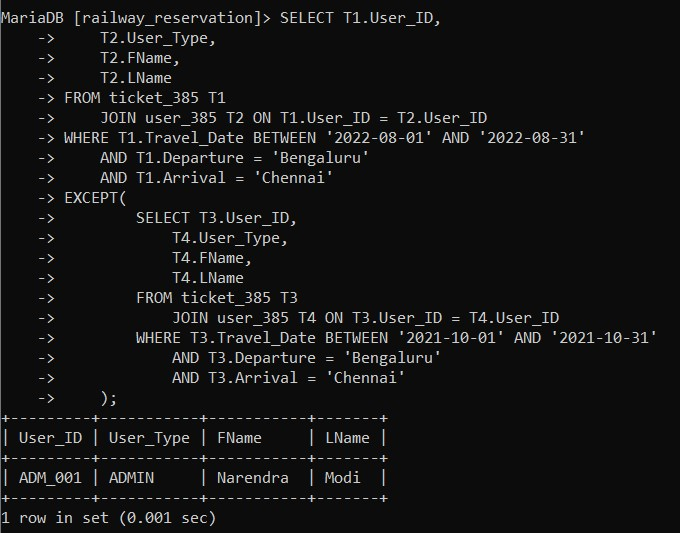 MariaDB [railway_reservation]> SELECT T1.User_ID,
    ->     T2.User_Type,
    ->     T2.FName,
    ->     T2.LName
    -> FROM ticket_385 T1
    ->     JOIN user_385 T2 ON T1.User_ID = T2.User_ID
    -> WHERE T1.Travel_Date BETWEEN '2022-08-01' AND '2022-08-31'
    ->     AND T1.Departure = 'Bengaluru'
    ->     AND T1.Arrival = 'Chennai'
    -> EXCEPT(
    ->         SELECT T3.User_ID,
    ->             T4.User_Type,
    ->             T4.FName,
    ->             T4.LName
    ->         FROM ticket_385 T3
    ->             JOIN user_385 T4 ON T3.User_ID = T4.User_ID
    ->         WHERE T3.Travel_Date BETWEEN '2021-10-01' AND '2021-10-31'
    ->             AND T3.Departure = 'Bengaluru'
    ->             AND T3.Arrival = 'Chennai'
    ->     );
+---------+-----------+----------+-------+
| User_ID | User_Type | FName    | LName |
+---------+-----------+----------+-------+
| ADM_001 | ADMIN     | Narendra | Modi  |
+---------+-----------+----------+-------+
1 row in set (0.001 sec)